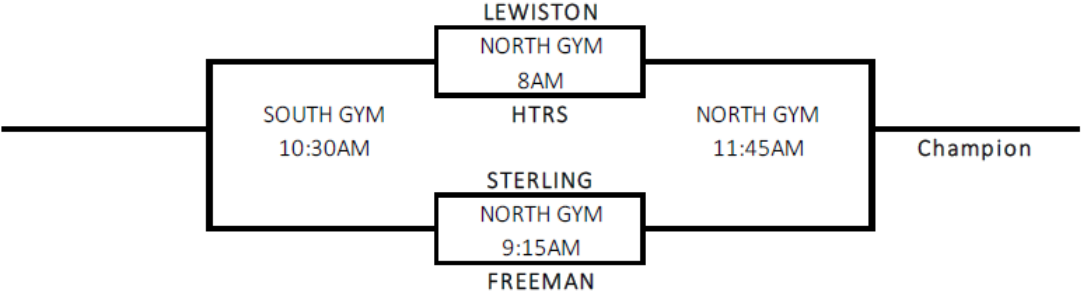 LEWISTON
NORTH GYM
8AM
HTRS
SOUTH GYM
10:30AM
NORTH GYM
11:45AM
Champion
STERLING
NORTH GYM
9:15AM
FREEMAN